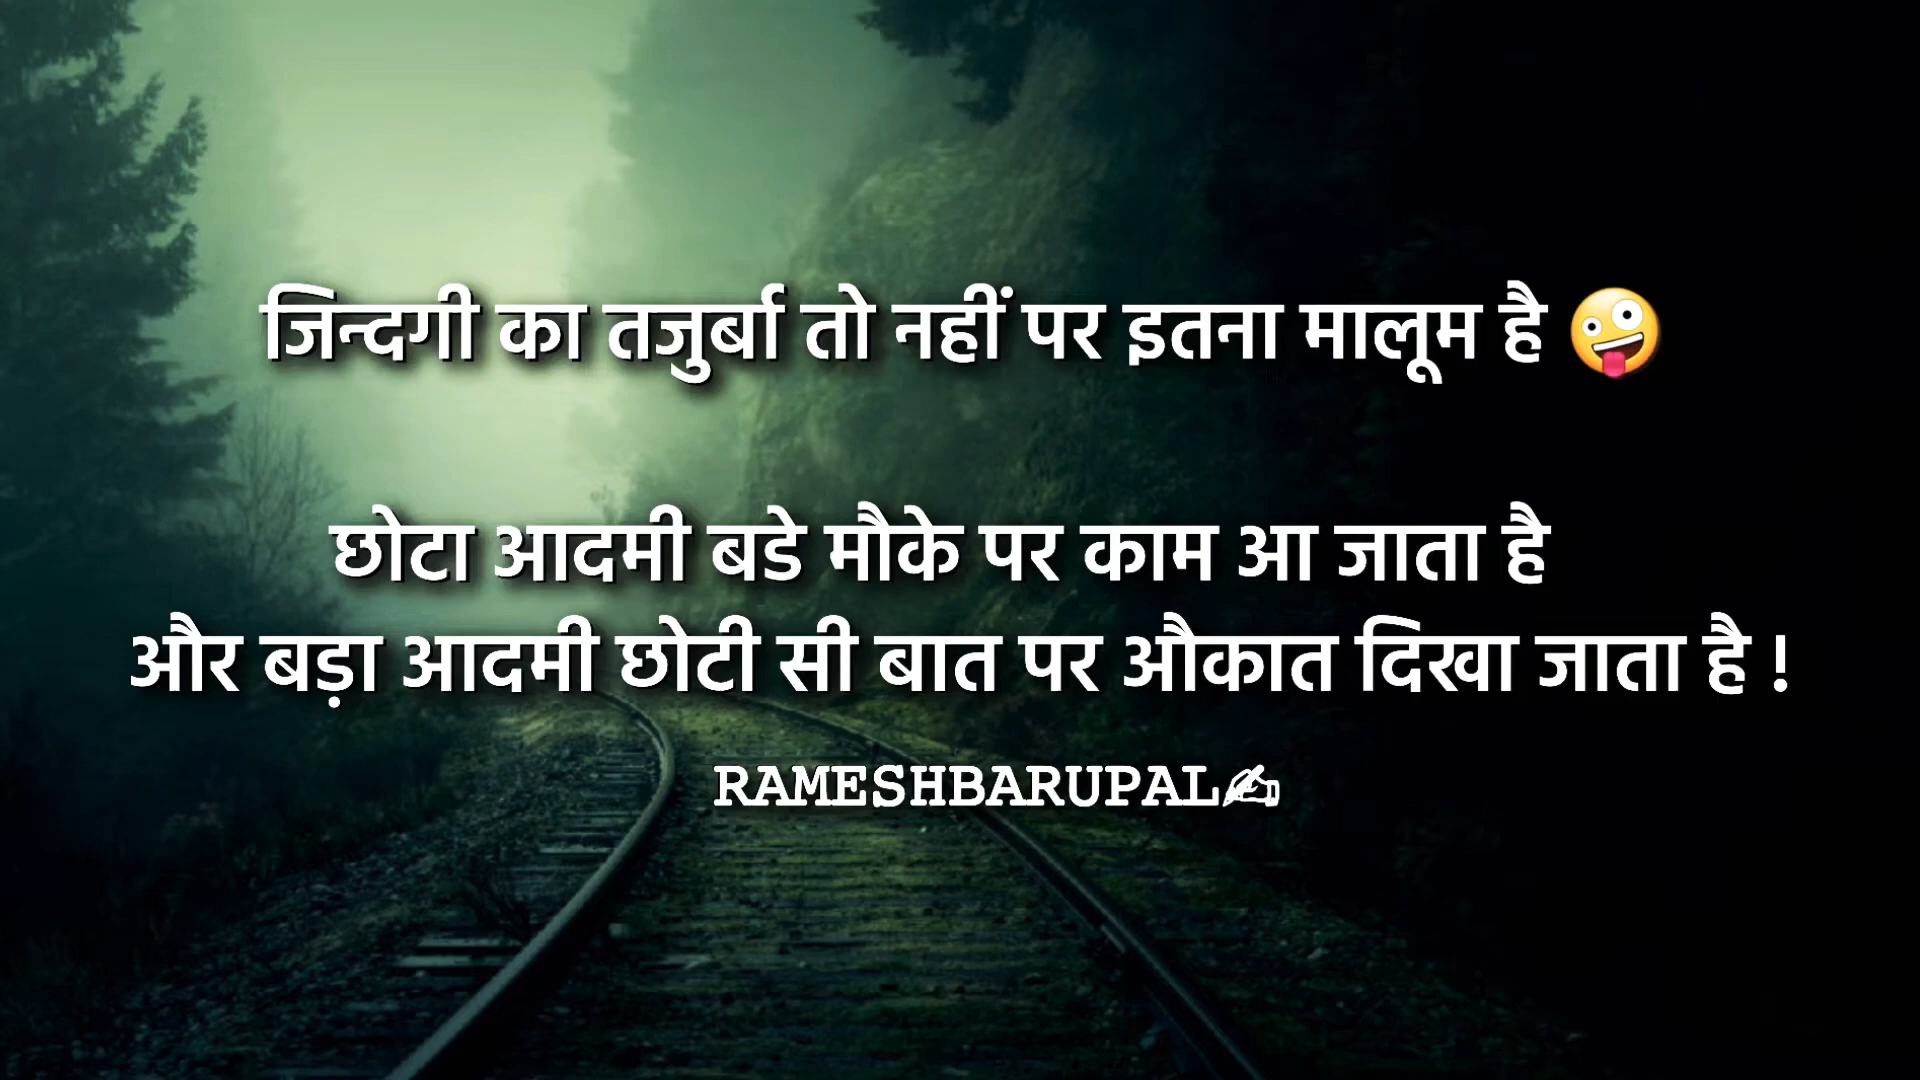 जिन्दगी का तजुर्बा तो नहीं पर इतना मालूम है 🤪
छोटा आदमी बडे मौके पर काम आ जाता है
और बड़ा आदमी छोटी सी बात पर औकात दिखा जाता है !
RAMESHBARUPAL✍